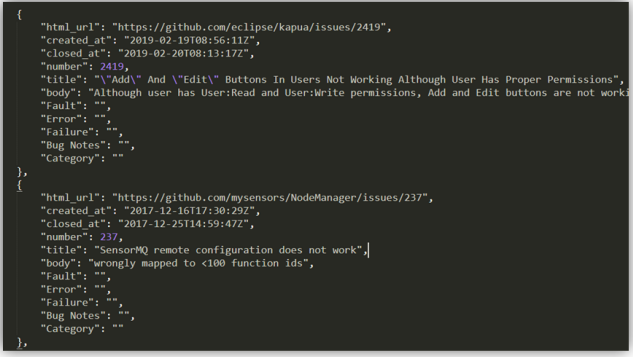 {
"html_url": "https://github.com/eclipse/kapua/issues/2419",
"created_at": "2019-02-19T08:56:11Z",
"closed_at": "2019-02-20T08:13:17Z",
"number": 2419,
"title": "\"Add\" And \"Edit\" Buttons In Users Not Working Although User Has Proper Permissions",
"body": "Although user has User:Read and User:Write permissions, Add and Edit buttons are not worki
"Fault": "",
"Error": "",
"Failure": "",
"Bug Notes": "",
"Category": ""
},
{
"html_url": "https://github.com/mysensors/NodeManager/issues/237",
"created_at": "2017-12-16T17:30:29Z",
"closed_at": "2017-12-25T14:59:47Z",
"number": 237,
"title": "SensorMQ remote configuration does not work",
"body": "wrongly mapped to <100 function ids",
"Fault": "",
"Error": "",
"Failure": "",
"Bug Notes": "",
"Category": ""
},